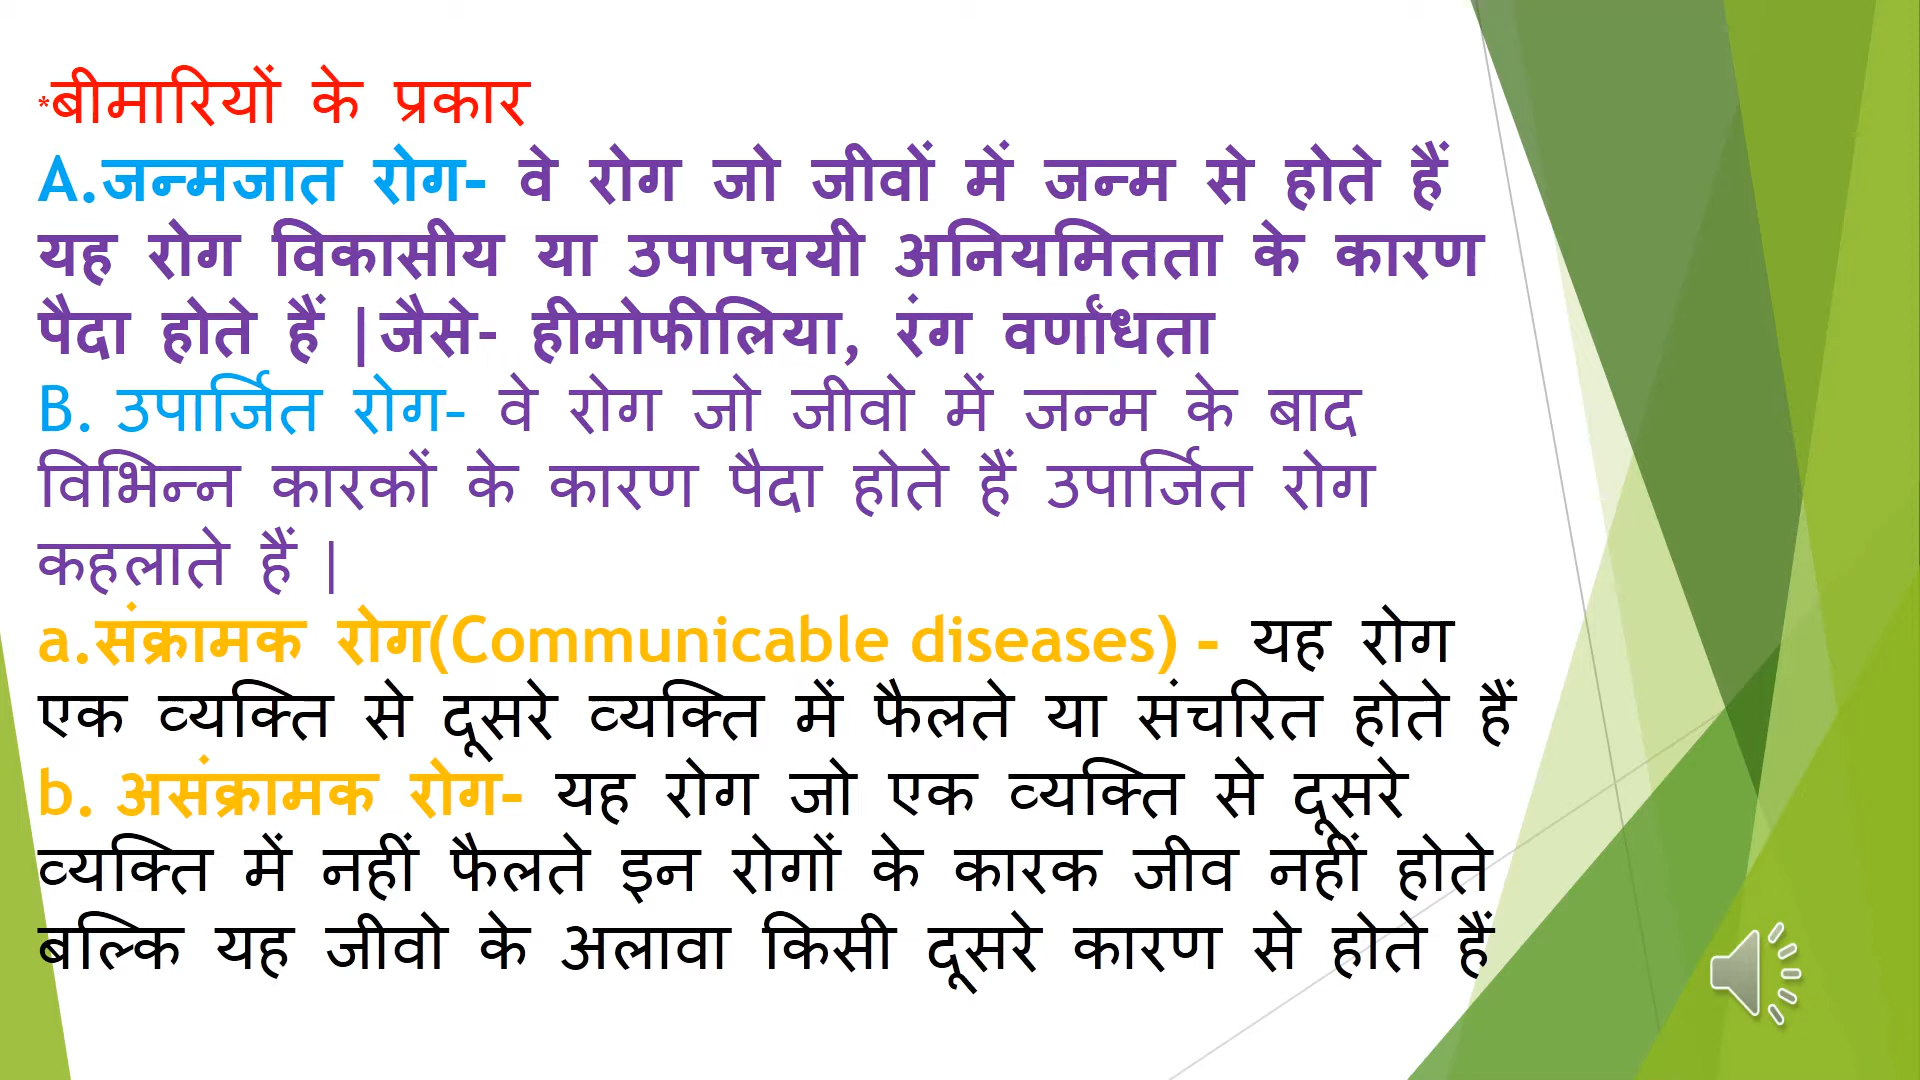 *बीमारियों के प्रकार
A.जन्मजात रोग- वे रोग जो जीवों में जन्म से होते हैं
यह रोग विकासीय या उपापचयी अनियमितता के कारण
पैदा होते हैं |जैसे- हीमोफीलिया, रंग वर्णांधता
B. उपार्जित रोग- वे रोग जो जीवो में जन्म के बाद
विभिन्न कारकों के कारण पैदा होते हैं उपार्जित रोग
कहलाते हैं |
a.संक्रामक रोग(Communicable diseases) - यह रोग
एक व्यक्ति से दूसरे व्यक्ति में फैलते या संचरित होते हैं
b. असंक्रामक रोग- यह रोग जो एक व्यक्ति से दूसरे
व्यक्ति में नहीं फैलते इन रोगों के कारक जीव नहीं होते
बल्कि यह जीवो के अलावा किसी दूसरे कारण से होते हैं